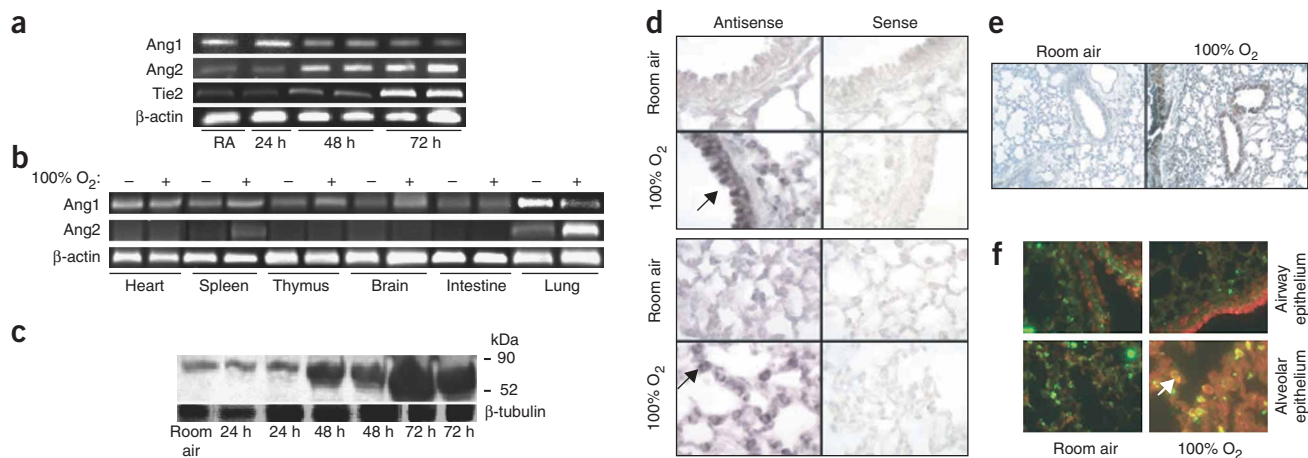 a
Ang1
Ang2
Tie2
β-actin
RA 24 h 48 h 72 h
b
100% O2: – + – + – + – + – + – +
Ang1
Ang2
β-actin
Heart Spleen Thymus Brain Intestine Lung
c
kDa
90
52
β-tubulin
Room air 24 h 24 h 48 h 48 h 72 h 72 h
d
Antisense Sense
Room air
100% O2
Room air
100% O2
e
Room air 100% O2
f
Airway epithelium
Alveolar epithelium
Room air 100% O2